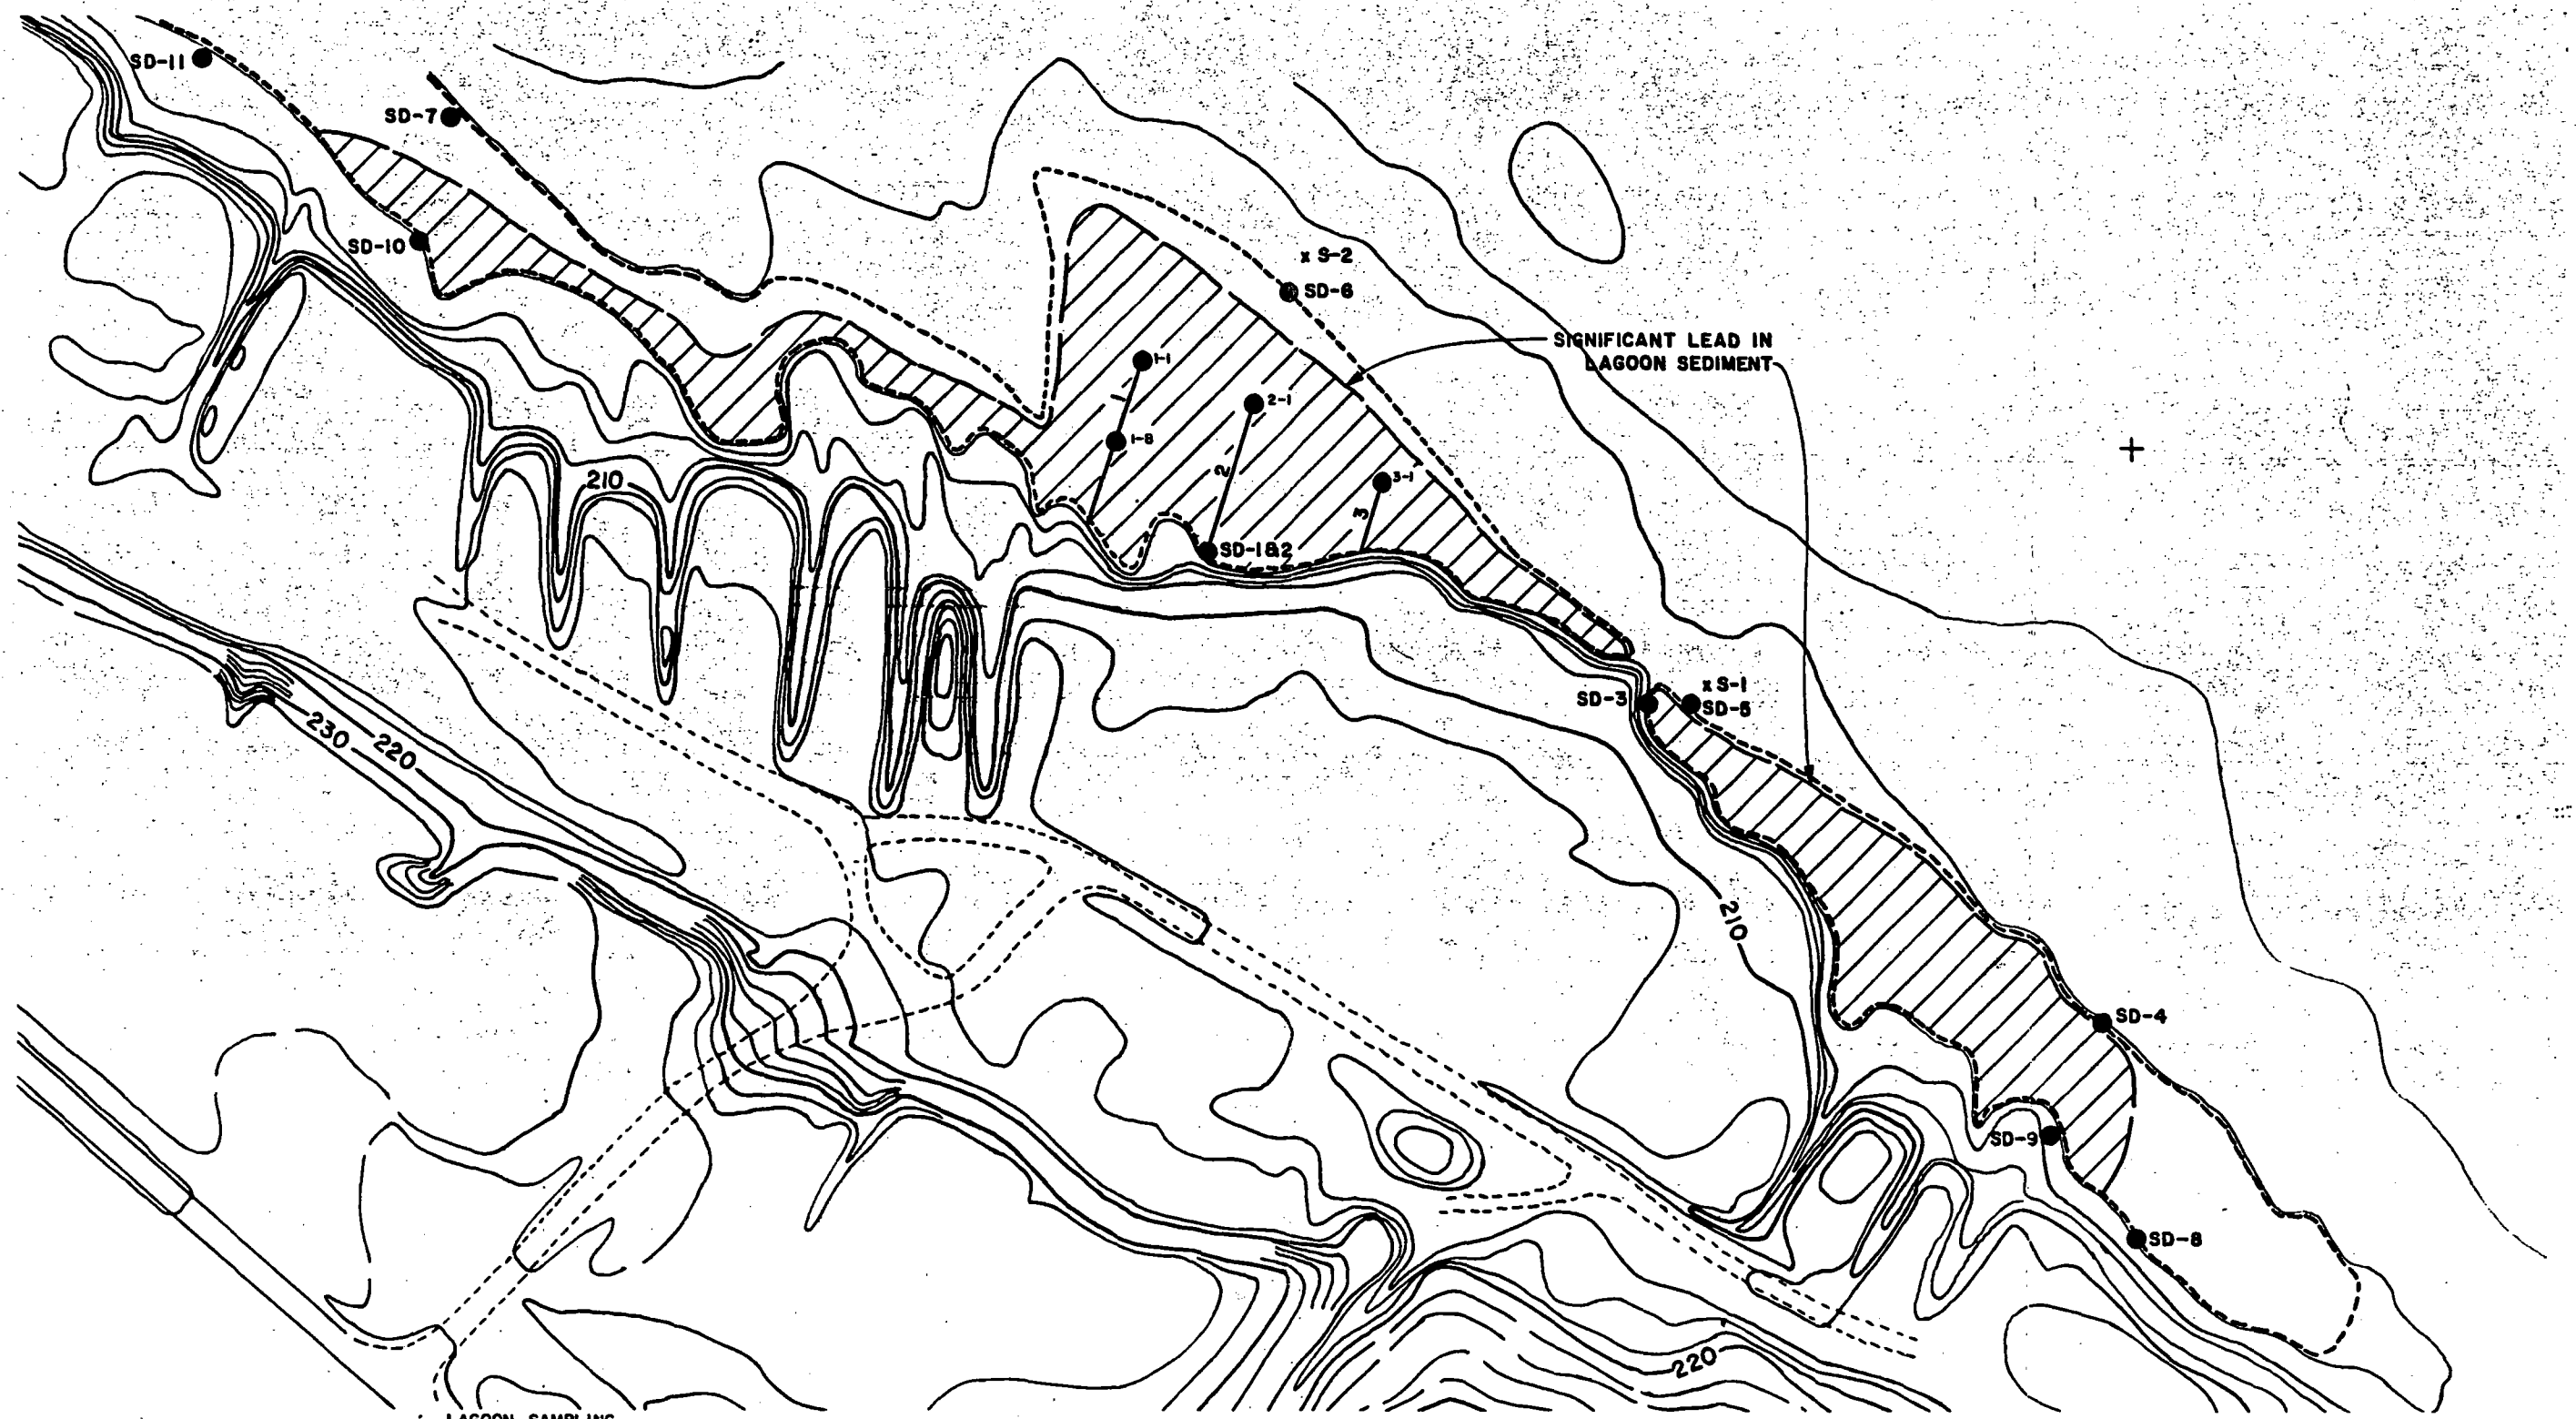 SD-11
SD-7
SD-10
x S-2
SD-6
SIGNIFICANT LEAD IN
LAGOON SEDIMENT
1-1
1
2-1
1-8
2
3-1
3
210
SD-1&2
x S-1
SD-3
SD-5
230
220
210
SD-4
SD-9
SD-8
220
LAGOON SAMPLING